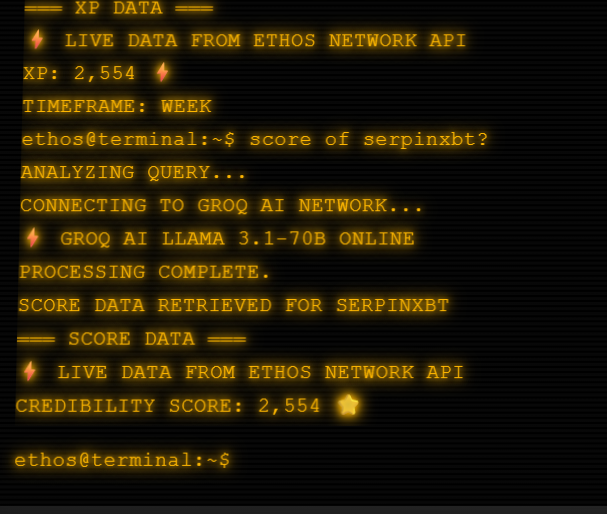 ═══ XP DATA ═══
⚡ LIVE DATA FROM ETHOS NETWORK API
XP: 2,554 ⚡
TIMEFRAME: WEEK
ethos@terminal:~$ score of serpinxbt?
ANALYZING QUERY...
CONNECTING TO GROQ AI NETWORK...
⚡ GROQ AI LLAMA 3.1-70B ONLINE
PROCESSING COMPLETE.
SCORE DATA RETRIEVED FOR SERPINXBT
═══ SCORE DATA ═══
⚡ LIVE DATA FROM ETHOS NETWORK API
CREDIBILITY SCORE: 2,554 ⭐
ethos@terminal:~$